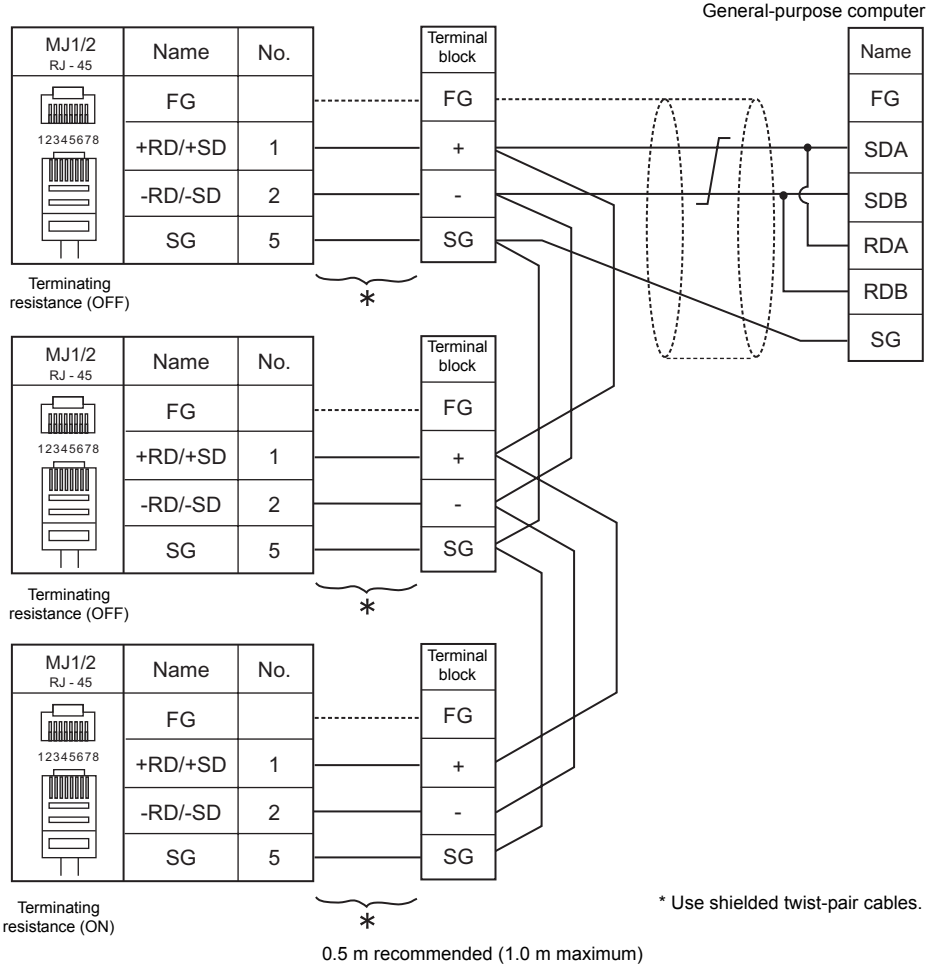 General-purpose computer
MJ1/2
RJ - 45
Name
No.
Terminal
block
Name
FG
FG
FG
12345678
+RD/+SD
1
+
SDA
-RD/-SD
2
-
SDB
SG
5
SG
RDA
RDB
SG
Terminating
resistance (OFF)
*
MJ1/2
RJ - 45
Name
No.
Terminal
block
FG
FG
12345678
+RD/+SD
1
+
-RD/-SD
2
-
SG
5
SG
Terminating
resistance (OFF)
*
MJ1/2
RJ - 45
Name
No.
Terminal
block
FG
FG
12345678
+RD/+SD
1
+
-RD/-SD
2
-
SG
5
SG
Terminating
resistance (ON)
*
* Use shielded twist-pair cables.
0.5 m recommended (1.0 m maximum)